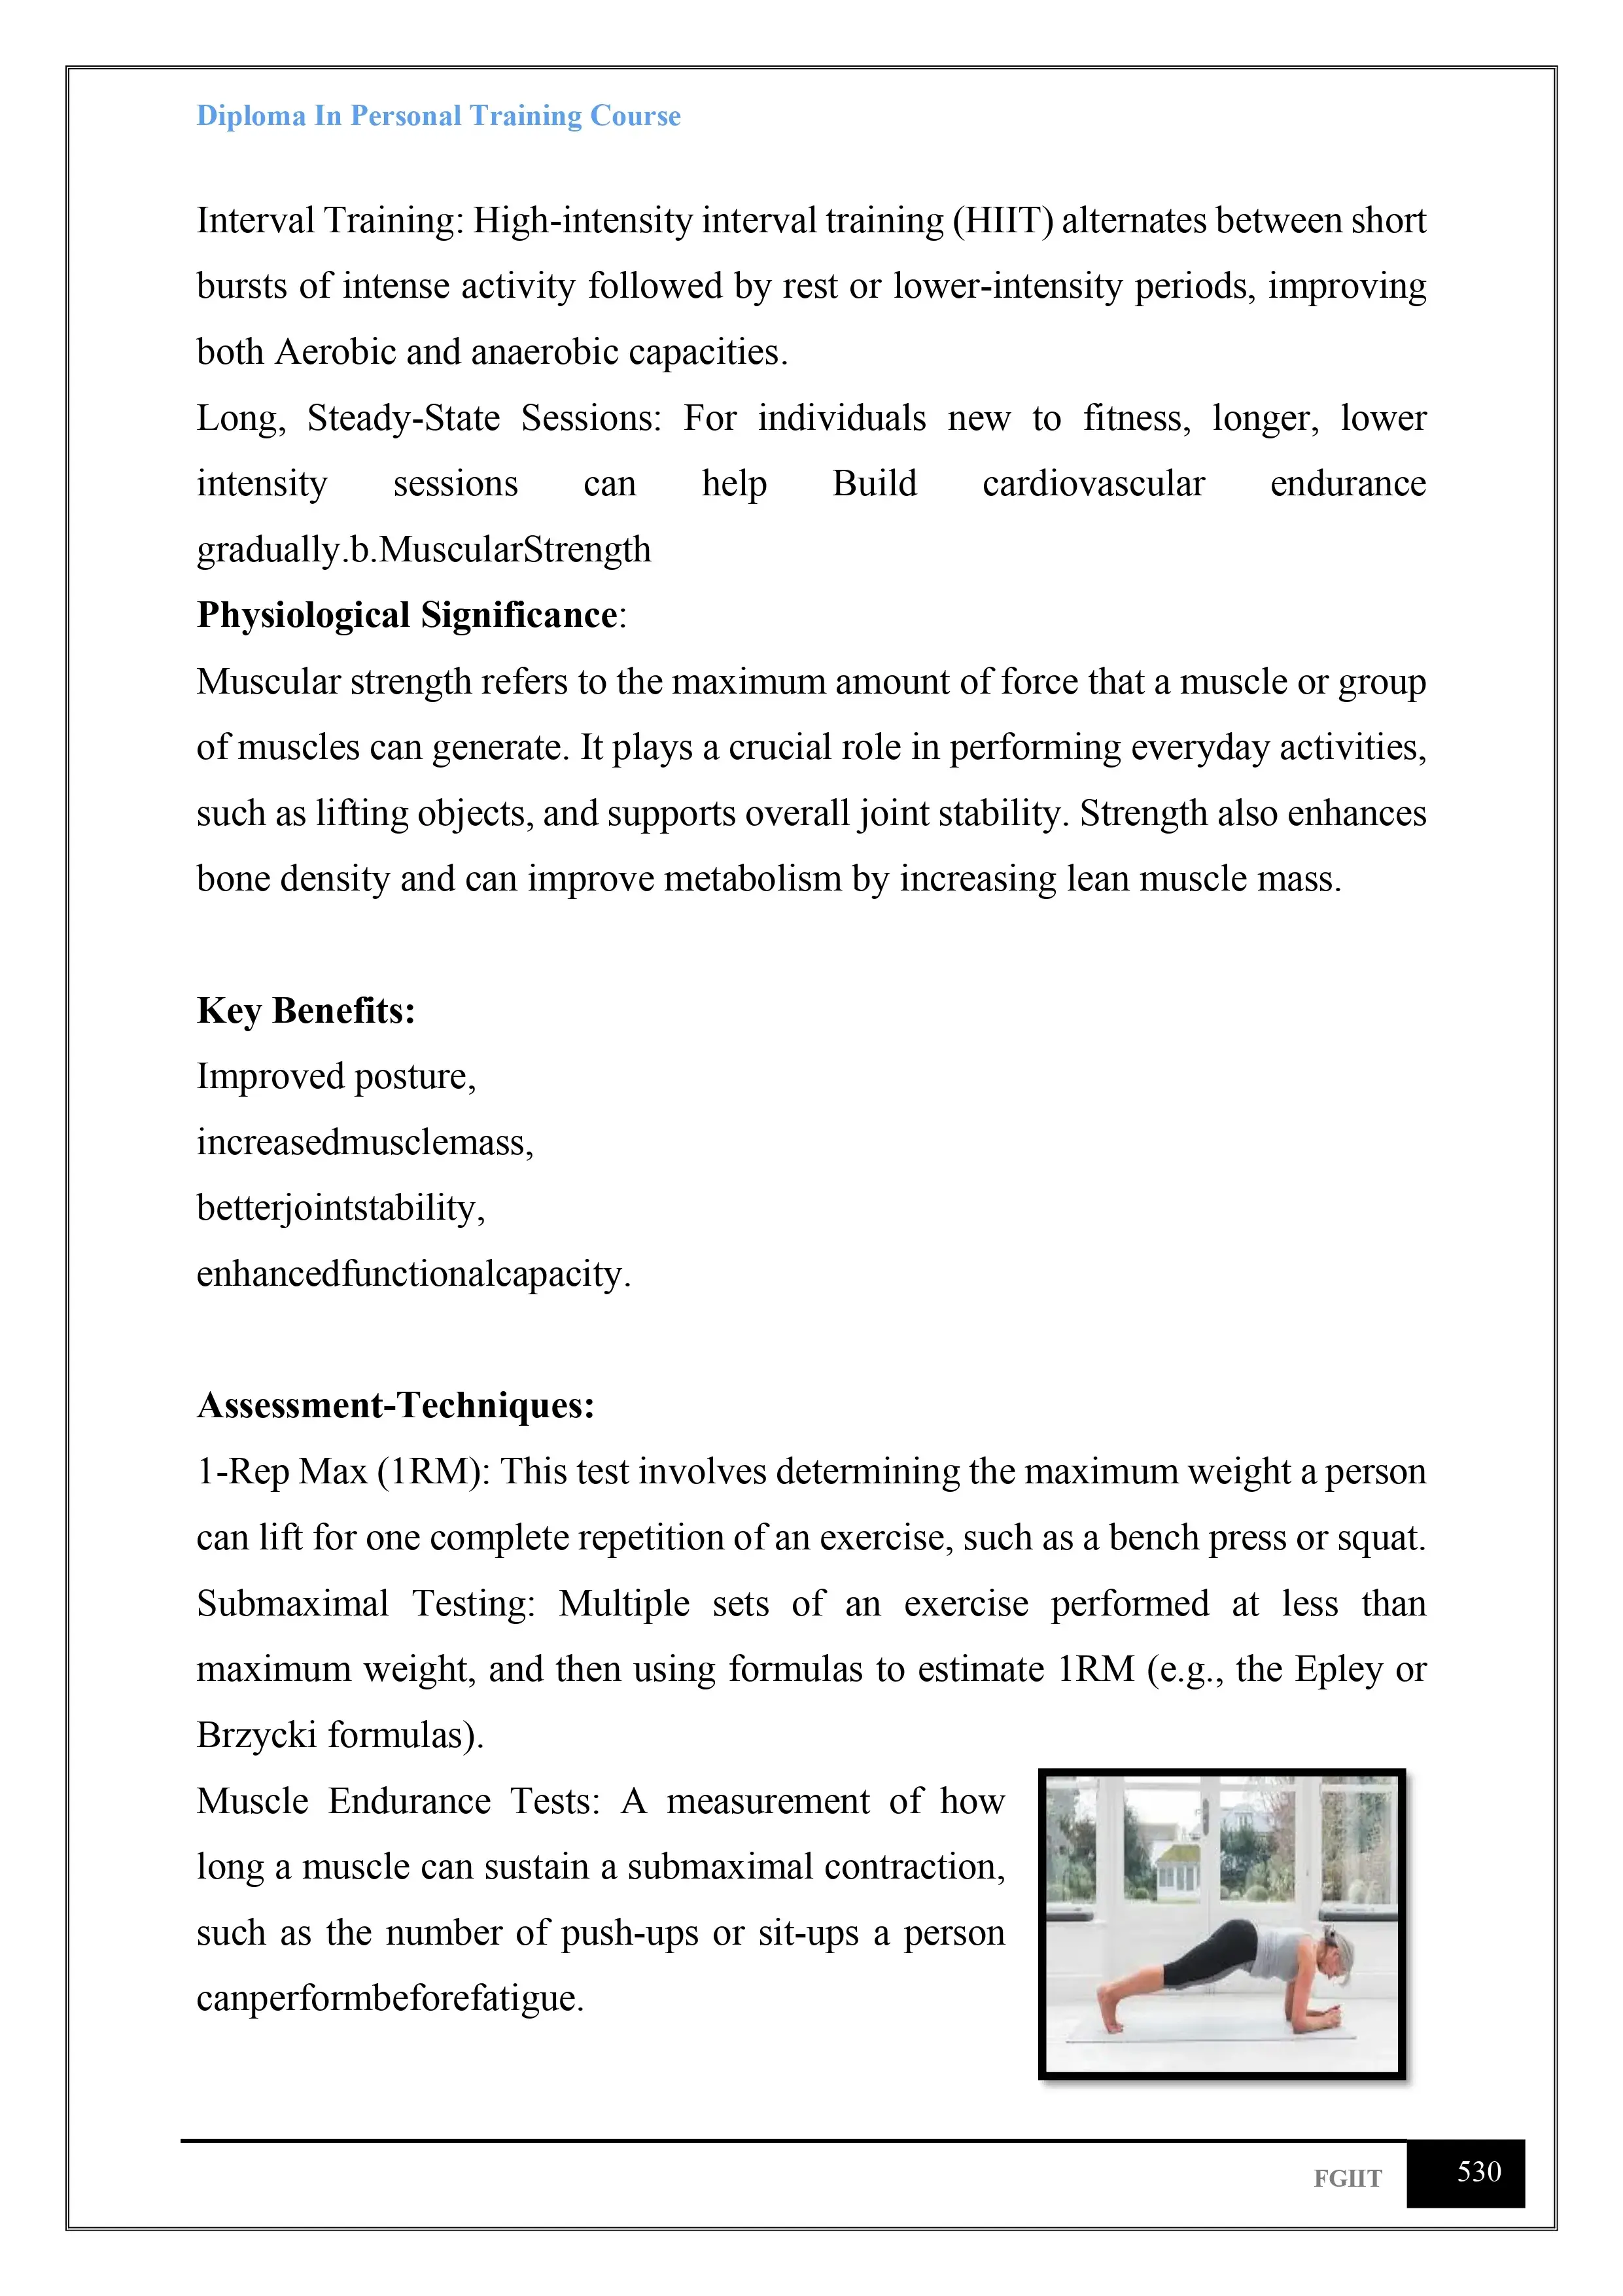 Diploma In Personal Training Course
Interval Training: High-intensity interval training (HIIT) alternates between short
bursts of intense activity followed by rest or lower-intensity periods, improving
both Aerobic and anaerobic capacities.
Long, Steady-State Sessions: For individuals new to fitness, longer, lower
intensity sessions can help Build cardiovascular endurance
gradually.b.MuscularStrength
Physiological Significance:
Muscular strength refers to the maximum amount of force that a muscle or group
of muscles can generate. It plays a crucial role in performing everyday activities,
such as lifting objects, and supports overall joint stability. Strength also enhances
bone density and can improve metabolism by increasing lean muscle mass.
Key Benefits:
Improved posture,
increasedmusclemass,
betterjointstability,
enhancedfunctionalcapacity.
Assessment-Techniques:
1-Rep Max (1RM): This test involves determining the maximum weight a person
can lift for one complete repetition of an exercise, such as a bench press or squat.
Submaximal Testing: Multiple sets of an exercise performed at less than
maximum weight, and then using formulas to estimate 1RM (e.g., the Epley or
Brzycki formulas).
Muscle Endurance Tests: A measurement of how
long a muscle can sustain a submaximal contraction,
such as the number of push-ups or sit-ups a person
canperformbeforefatigue.
FGIIT 530